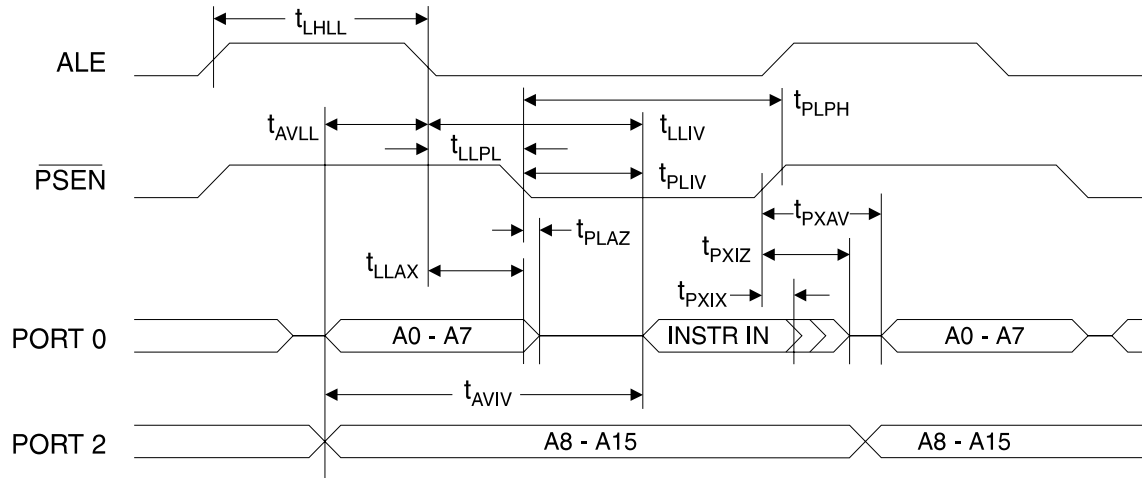 tLHLL
ALE
tPLPH
tAVLL
tLLIV
tLLPL
PSEN
tPLIV
tPXAV
tPLAZ
tPXIZ
tLLAX
tPXIX
PORT 0
A0 - A7
INSTR IN
A0 - A7
tAVIV
PORT 2
A8 - A15
A8 - A15